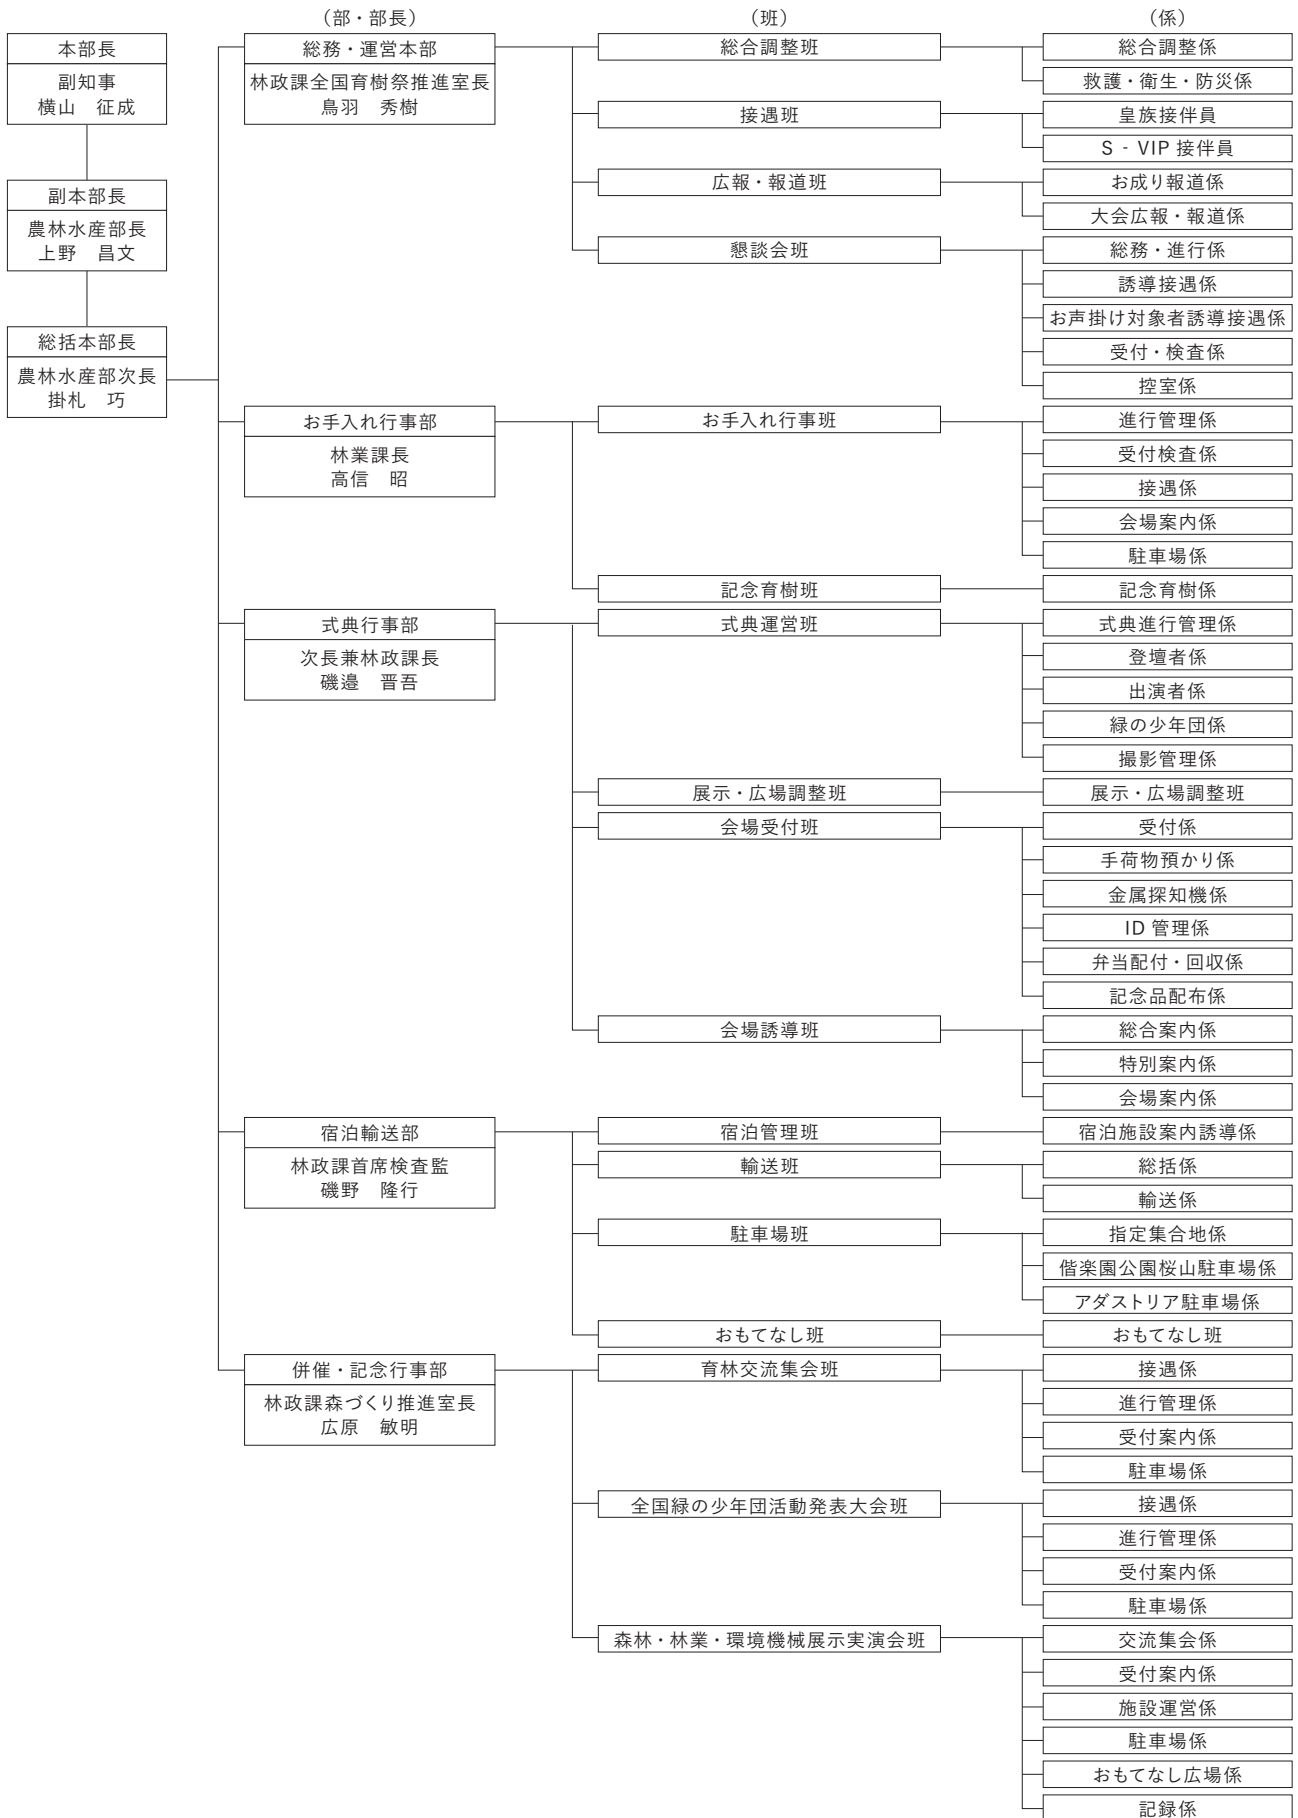 （部・部長）
（班）
（係）
本部長
副知事
横山　征成
副本部長
農林水産部長
上野　昌文
総括本部長
農林水産部次長
掛札　巧
総務・運営本部
林政課全国育樹祭推進室長
鳥羽　秀樹
総合調整班
総合調整係
救護・衛生・防災係
接遇班
皇族接伴員
S‐VIP 接伴員
広報・報道班
お成り報道係
大会広報・報道係
懇談会班
総務・進行係
誘導接遇係
お声掛け対象者誘導接遇係
受付・検査係
控室係
お手入れ行事部
林業課長
高信　昭
お手入れ行事班
進行管理係
受付検査係
接遇係
会場案内係
駐車場係
記念育樹班
記念育樹係
式典行事部
次長兼林政課長
磯邉　晋吾
式典運営班
式典進行管理係
登壇者係
出演者係
緑の少年団係
撮影管理係
展示・広場調整班
展示・広場調整班
会場受付班
受付係
手荷物預かり係
金属探知機係
ID 管理係
弁当配付・回収係
記念品配布係
会場誘導班
総合案内係
特別案内係
会場案内係
宿泊輸送部
林政課首席検査監
磯野　隆行
宿泊管理班
宿泊施設案内誘導係
輸送班
総括係
輸送係
駐車場班
指定集合地係
偕楽園公園桜山駐車場係
アダストリア駐車場係
おもてなし班
おもてなし班
併催・記念行事部
林政課森づくり推進室長
広原　敏明
育林交流集会班
接遇係
進行管理係
受付案内係
駐車場係
全国緑の少年団活動発表大会班
接遇係
進行管理係
受付案内係
駐車場係
森林・林業・環境機械展示実演会班
交流集会係
受付案内係
施設運営係
駐車場係
おもてなし広場係
記録係